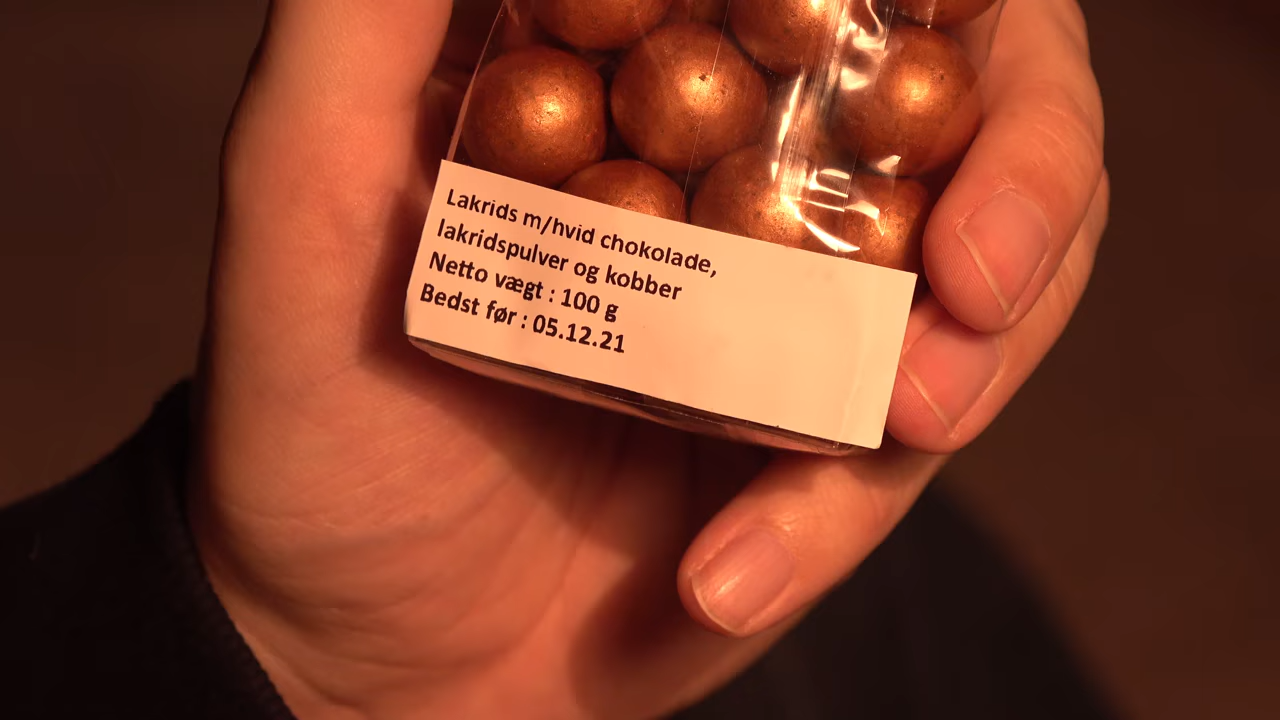 Lakrids m/hvid chokolade,
lakridspulver og kobber
Netto vægt : 100 g
Bedst før : 05.12.21